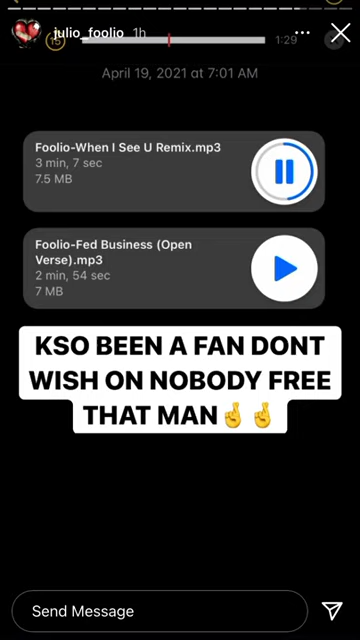 julio_foolio 1h
15
1:29
April 19, 2021 at 7:01 AM
Foolio-When I See U Remix.mp3
3 min, 7 sec
7.5 MB
Foolio-Fed Business (Open
Verse).mp3
2 min, 54 sec
7 MB
KSO BEEN A FAN DONT
WISH ON NOBODY FREE
THAT MAN🤞🤞
Send Message